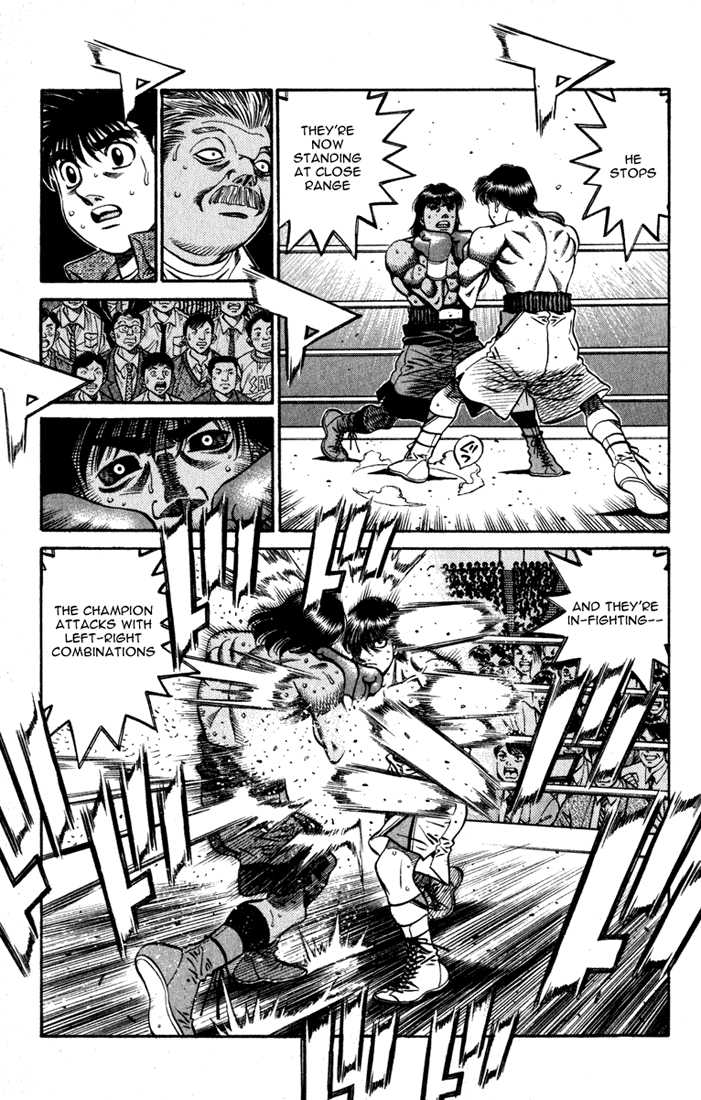 HE
STOPS
THEY'RE
NOW
STANDING
AT CLOSE
RANGE
AND THEY'RE
IN-FIGHTING--
THE CHAMPION
ATTACKS WITH
LEFT-RIGHT
COMBINATIONS